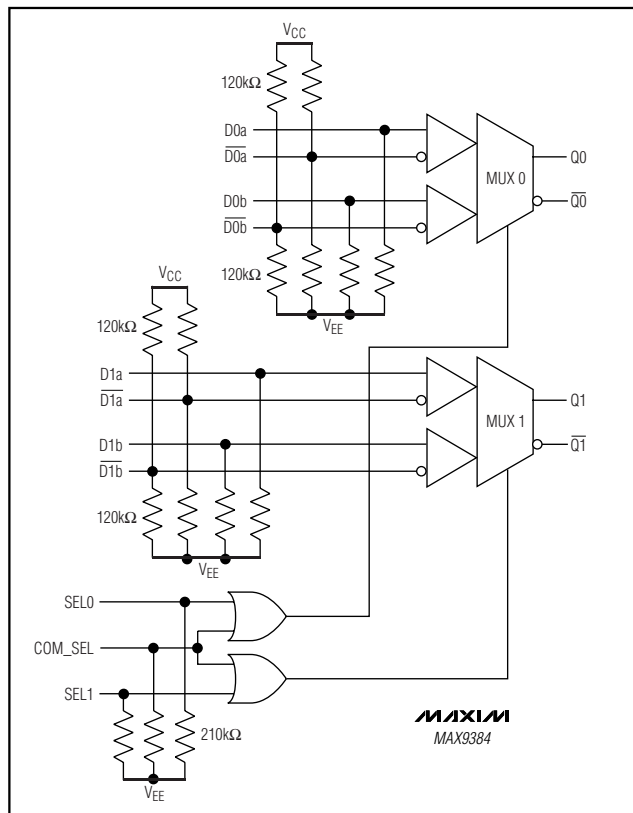 VCC
120kΩ
D0a
D0a
D0b
D0b
MUX 0
Q0
Q0
120kΩ
VEE
VCC
120kΩ
D1a
D1a
D1b
D1b
MUX 1
Q1
Q1
120kΩ
VEE
SEL0
COM_SEL
SEL1
210kΩ
VEE
MAXIM
MAX9384